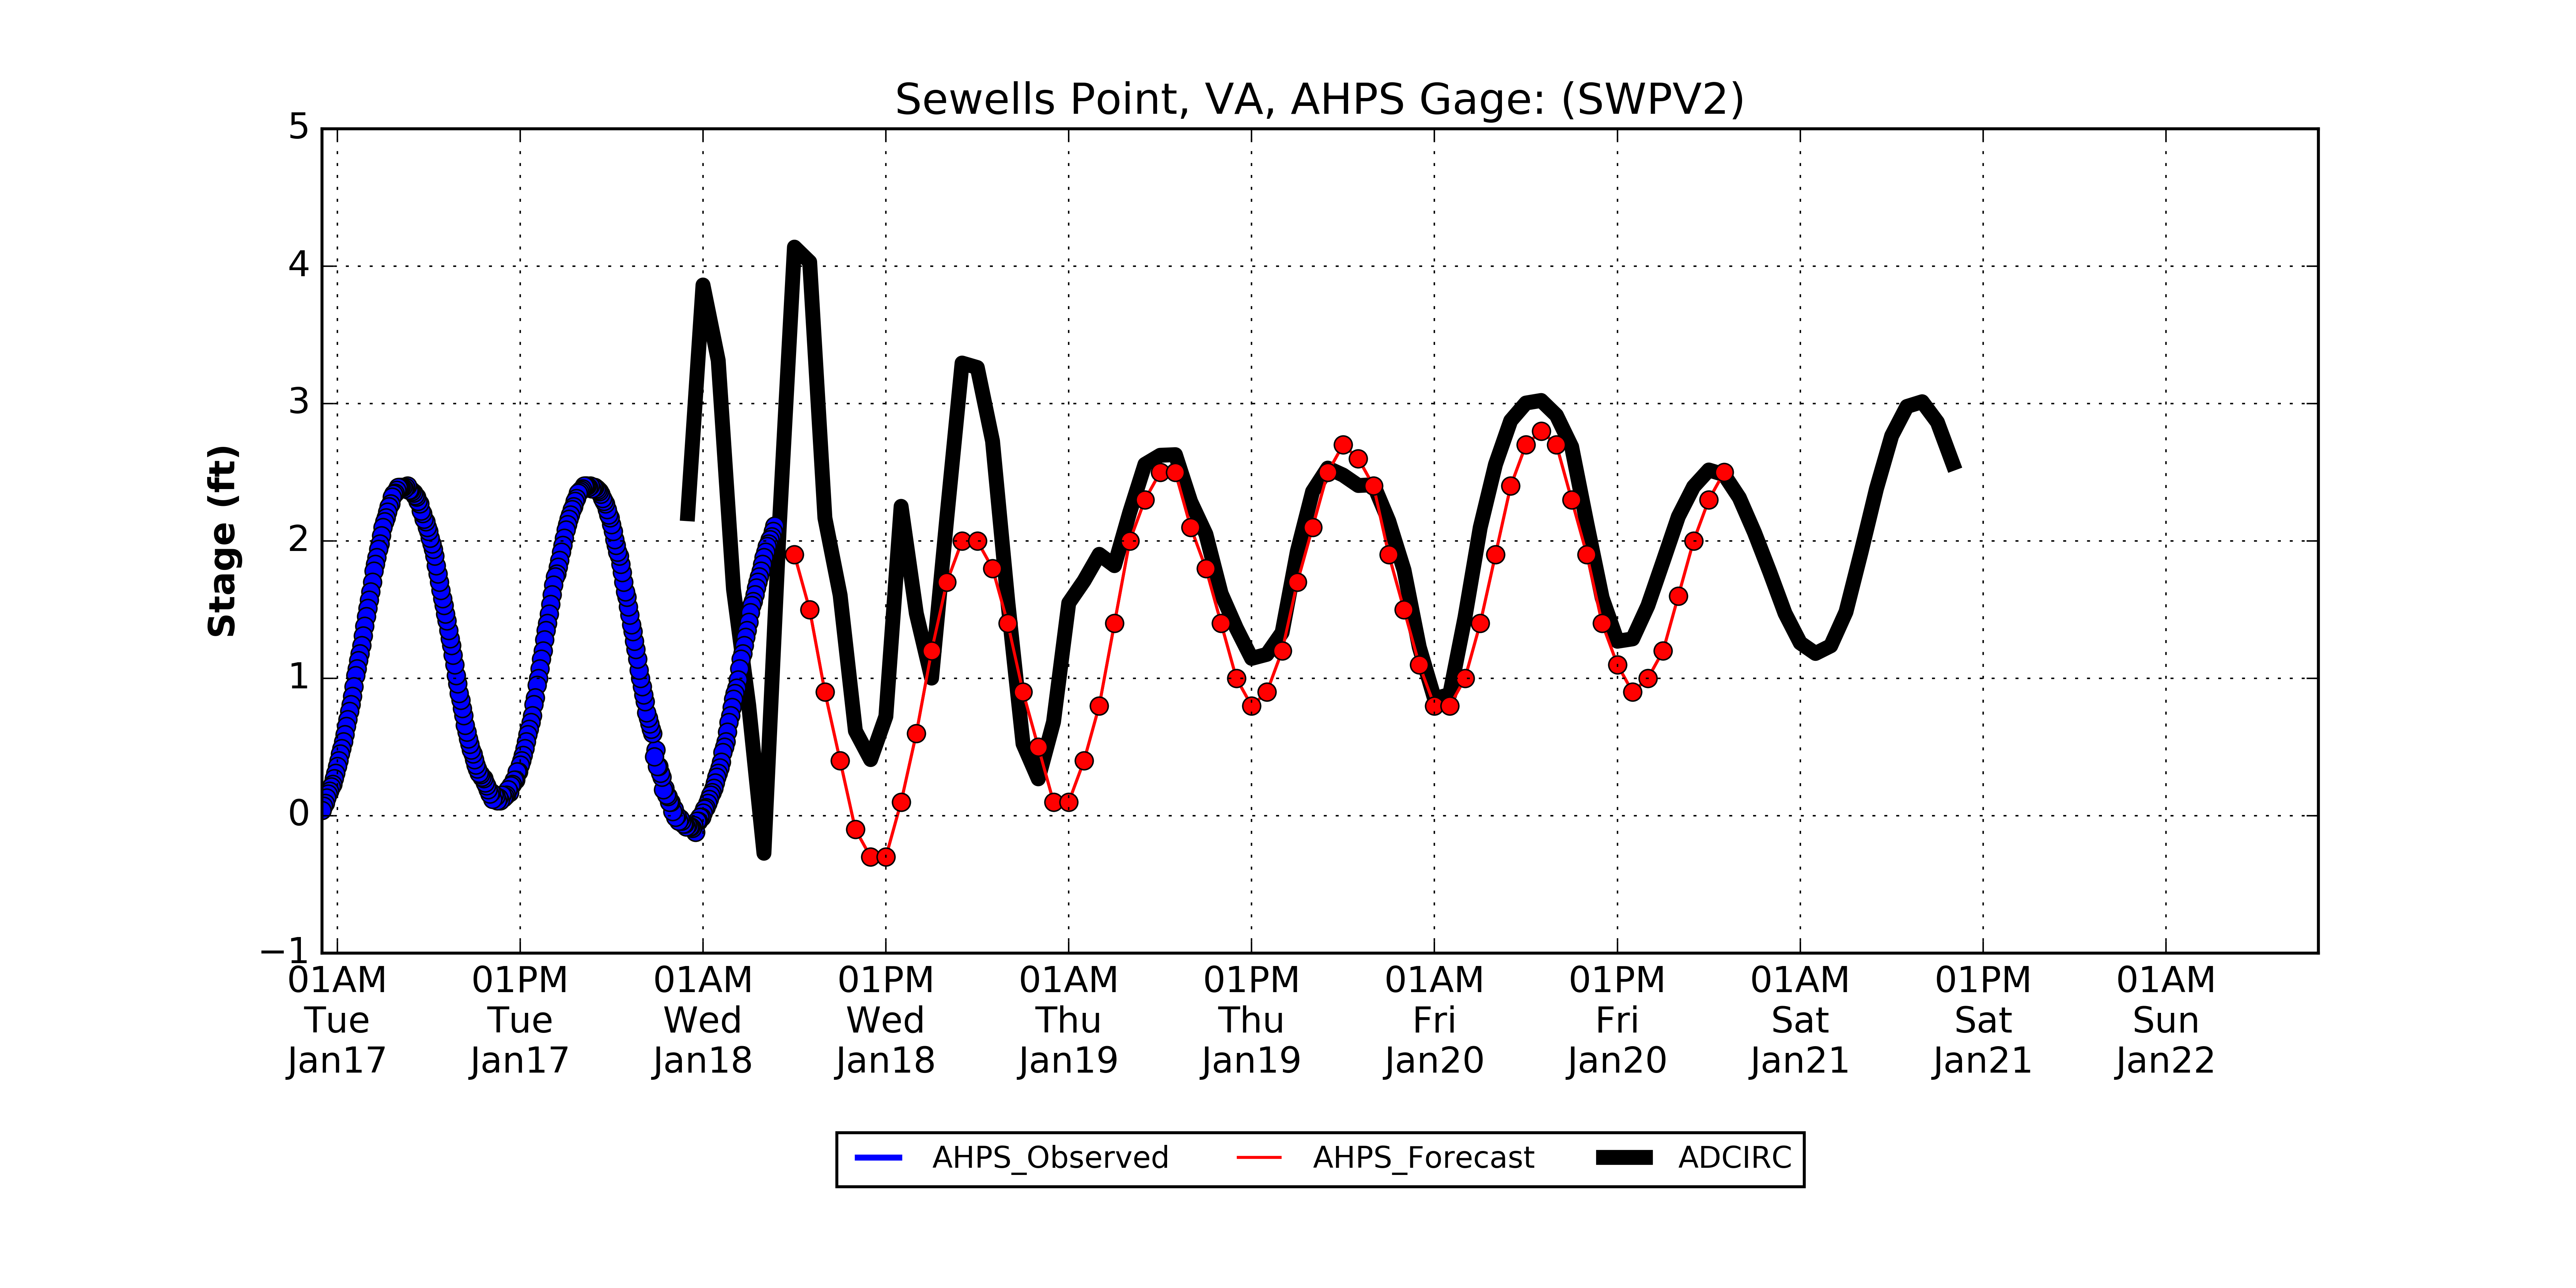 Sewells Point, VA, AHPS Gage: (SWPV2)
Stage (ft)
5
4
3
2
1
0
−1
01AM 01PM 01AM 01PM 01AM 01PM 01AM 01PM 01AM 01PM 01AM
Tue Tue Wed Wed Thu Thu Fri Fri Sat Sat Sun
Jan17 Jan17 Jan18 Jan18 Jan19 Jan19 Jan20 Jan20 Jan21 Jan21 Jan22
AHPS_Observed AHPS_Forecast ADCIRC